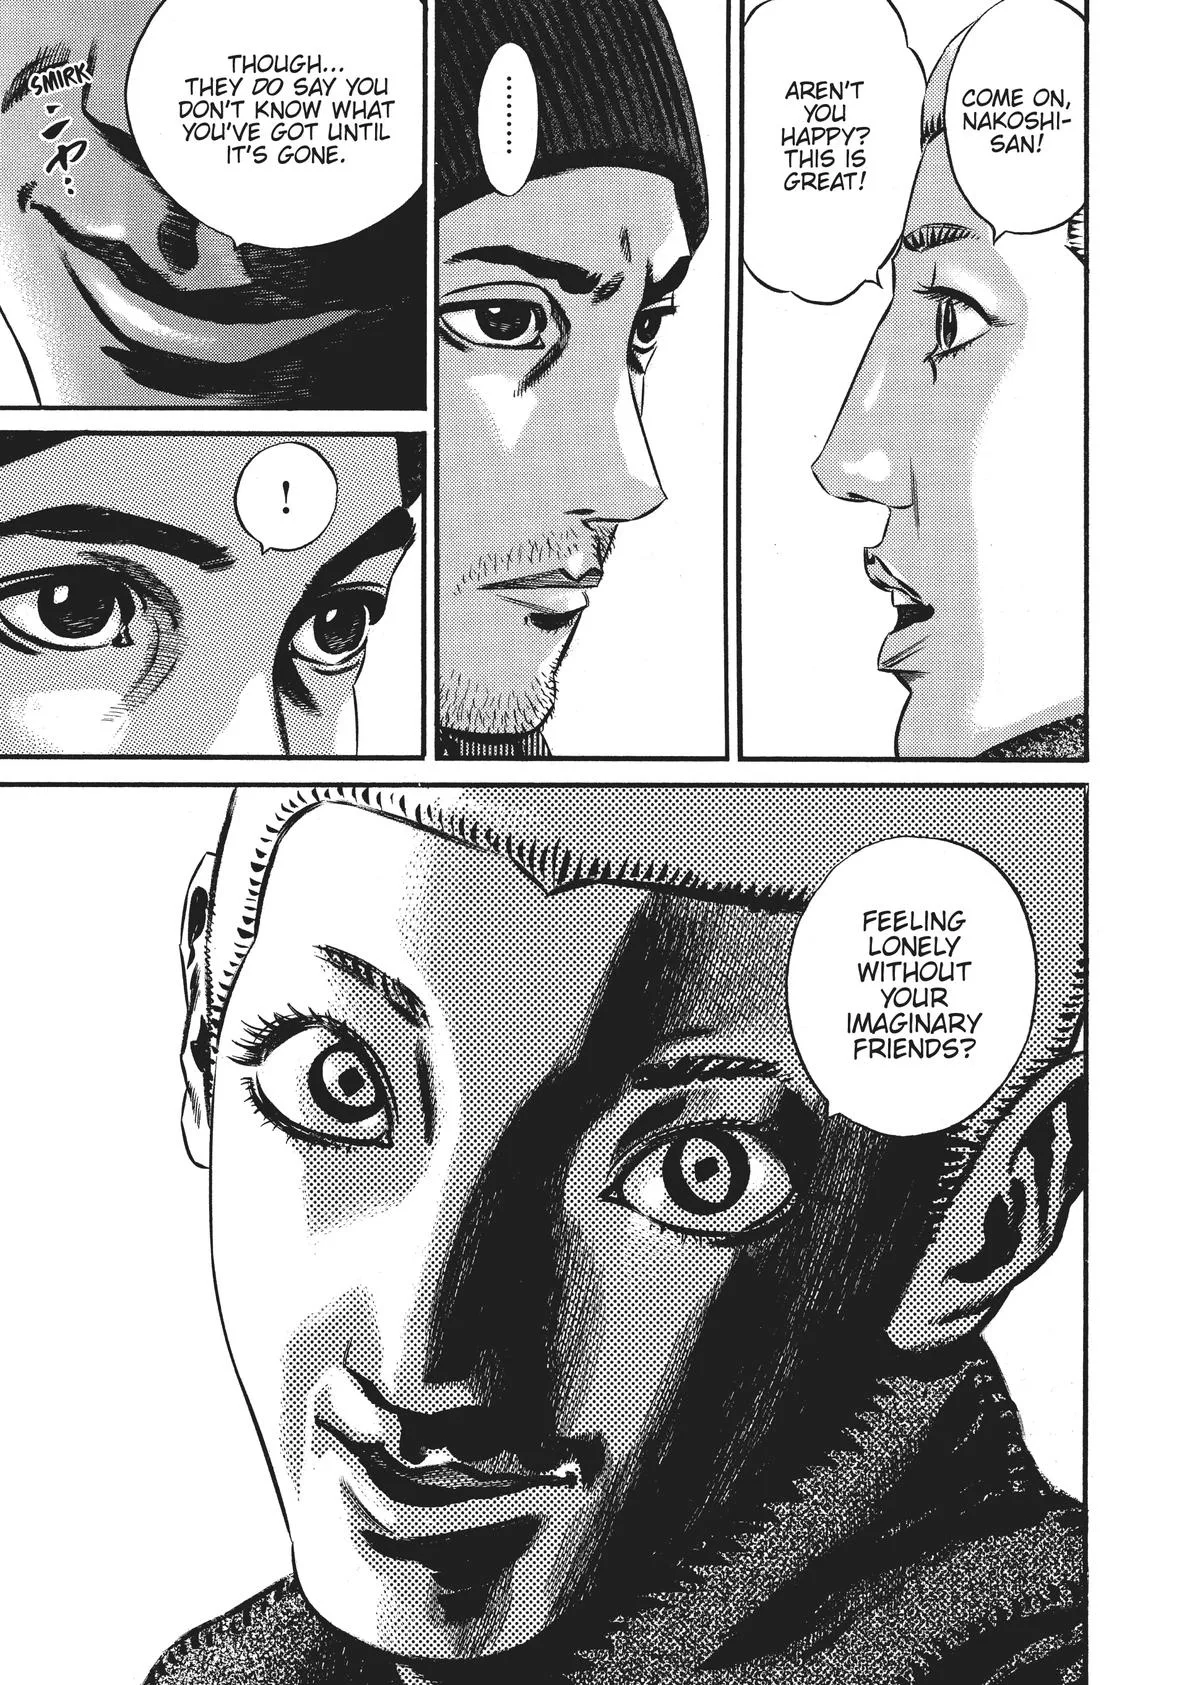 COME ON,
NAKOSHI-
SAN!
AREN'T
YOU
HAPPY?
THIS IS
GREAT!
.........
THOUGH...
THEY DO SAY YOU
DON'T KNOW WHAT
YOU'VE GOT UNTIL
IT'S GONE.
SMIRK
ニヤ...
!
FEELING
LONELY
WITHOUT
YOUR
IMAGINARY
FRIENDS?